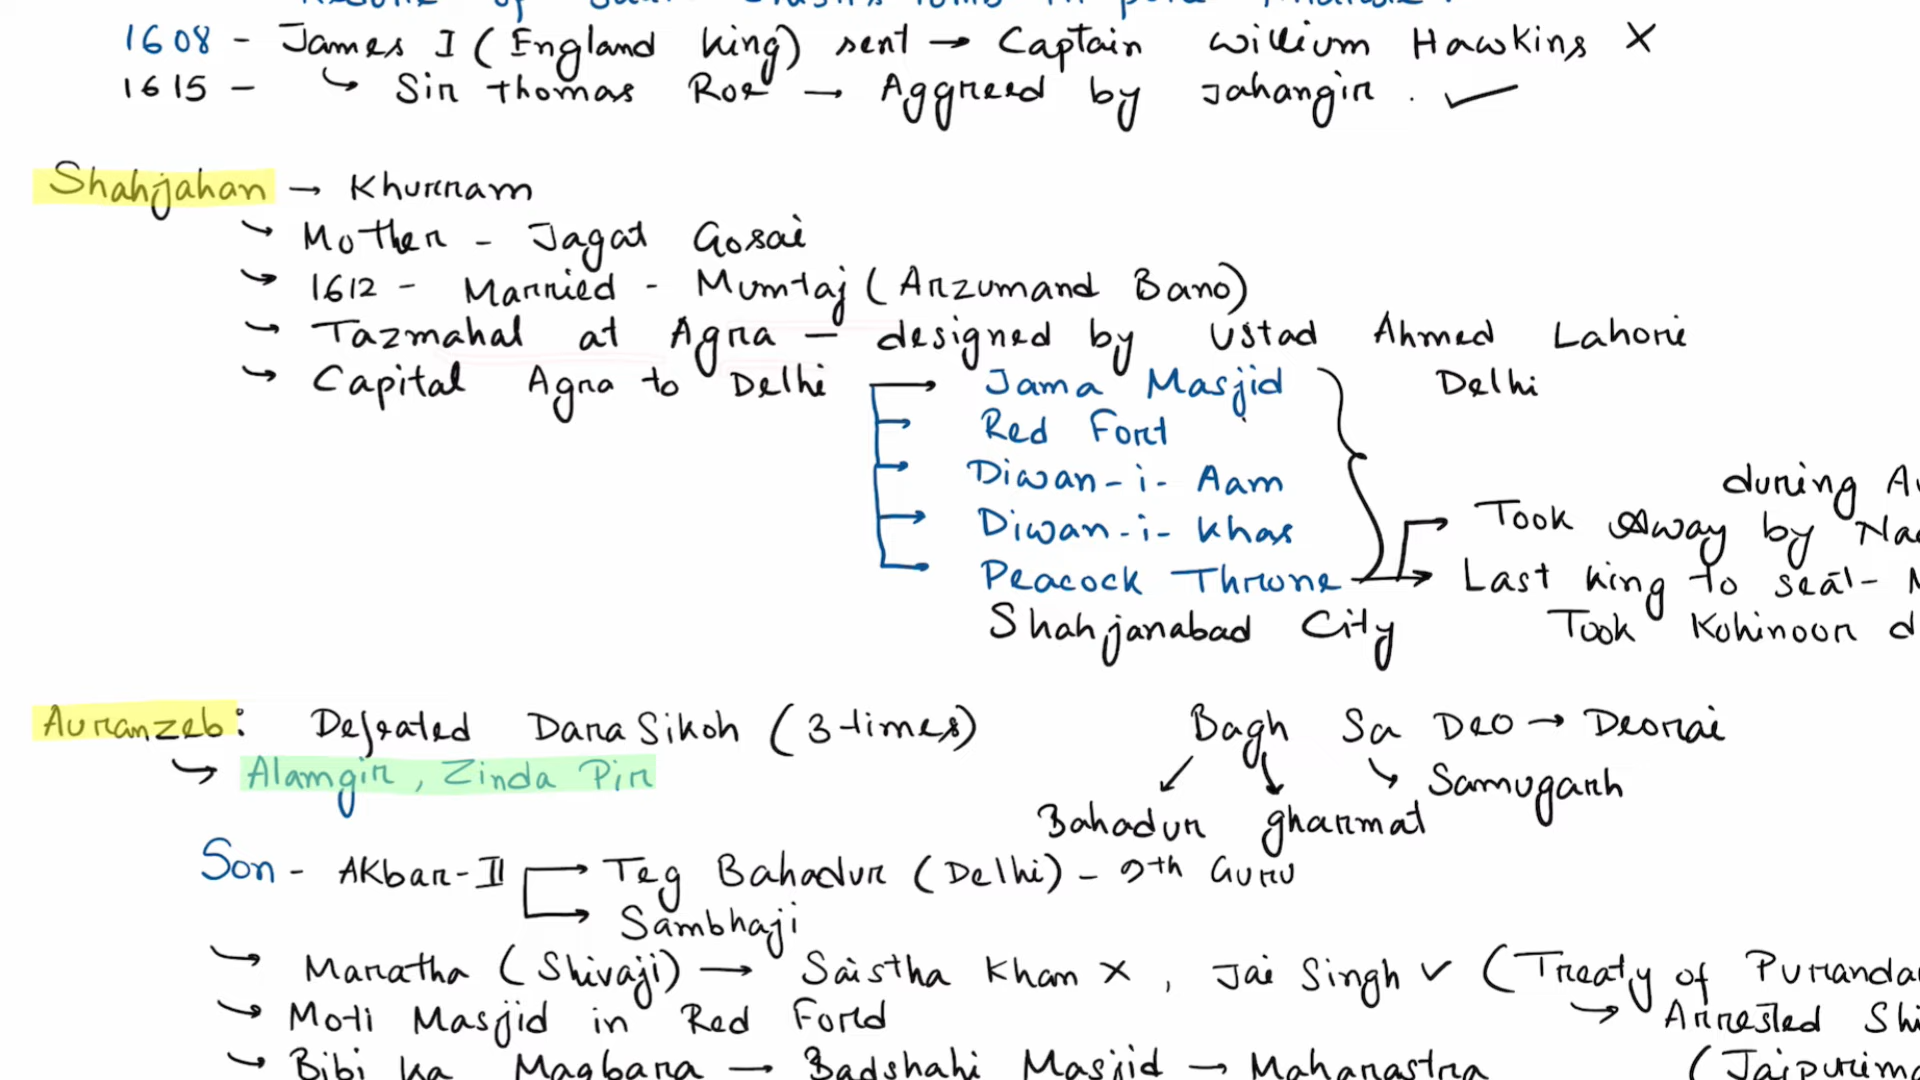 1608 - James I (England king) sent → Captain Willium Hawkins X
1615 - ↳ Sir Thomas Roe → Aggreed by Jahangir . ✓
Shahjahan → Khurram
↳ Mother - Jagat Gosai
↳ 1612 - Married - Mumtaj (Arzumand Bano)
↳ Tazmahal at Agra - designed by Ustad Ahmed Lahorie
↳ Capital Agra to Delhi → Jama Masjid Delhi
→ Red Fort
→ Diwan-i-Aam
during
→ Diwan-i-Khas
Took Away by
→ Peacock Throne → Last king to seat -
Shahjanabad City
Took Kohinoor
Auranzeb: Defeated Dara Sikoh (3-times)
Bagh Sa Deo → Deorai
↳ Alamgir, Zinda Pir
↳ Samugarh
Bahadur gharmat
Son - Akbar-II → Teg Bahadur (Delhi) - 9th Guru
→ Sambhaji
↳ Maratha (Shivaji) → Saistha Khan X , Jai Singh ✓ (Treaty of
↳ Moti Masjid in Red Ford
↳ Arrested
↳ Bibi ka Maqbara → Badshahi Masjid → Maharastra